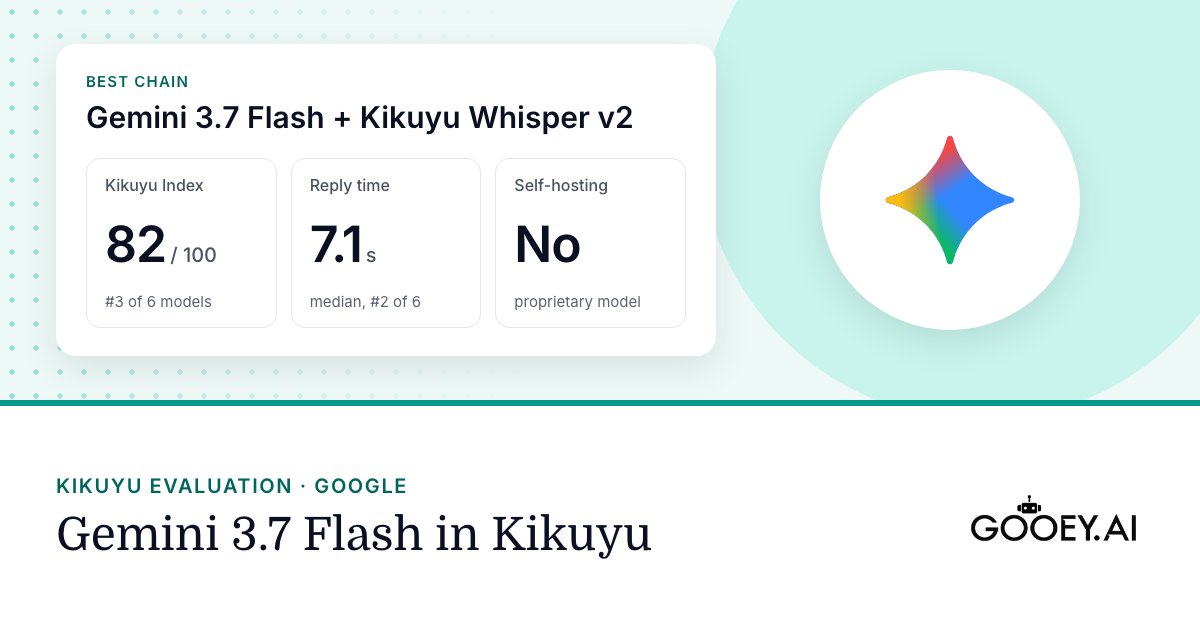 BEST CHAIN
Gemini 3.7 Flash + Kikuyu Whisper v2
Kikuyu Index
82 / 100
#3 of 6 models
Reply time
7.1 s
median, #2 of 6
Self-hosting
No
proprietary model
KIKUYU EVALUATION · GOOGLE
Gemini 3.7 Flash in Kikuyu
GOOEY.AI